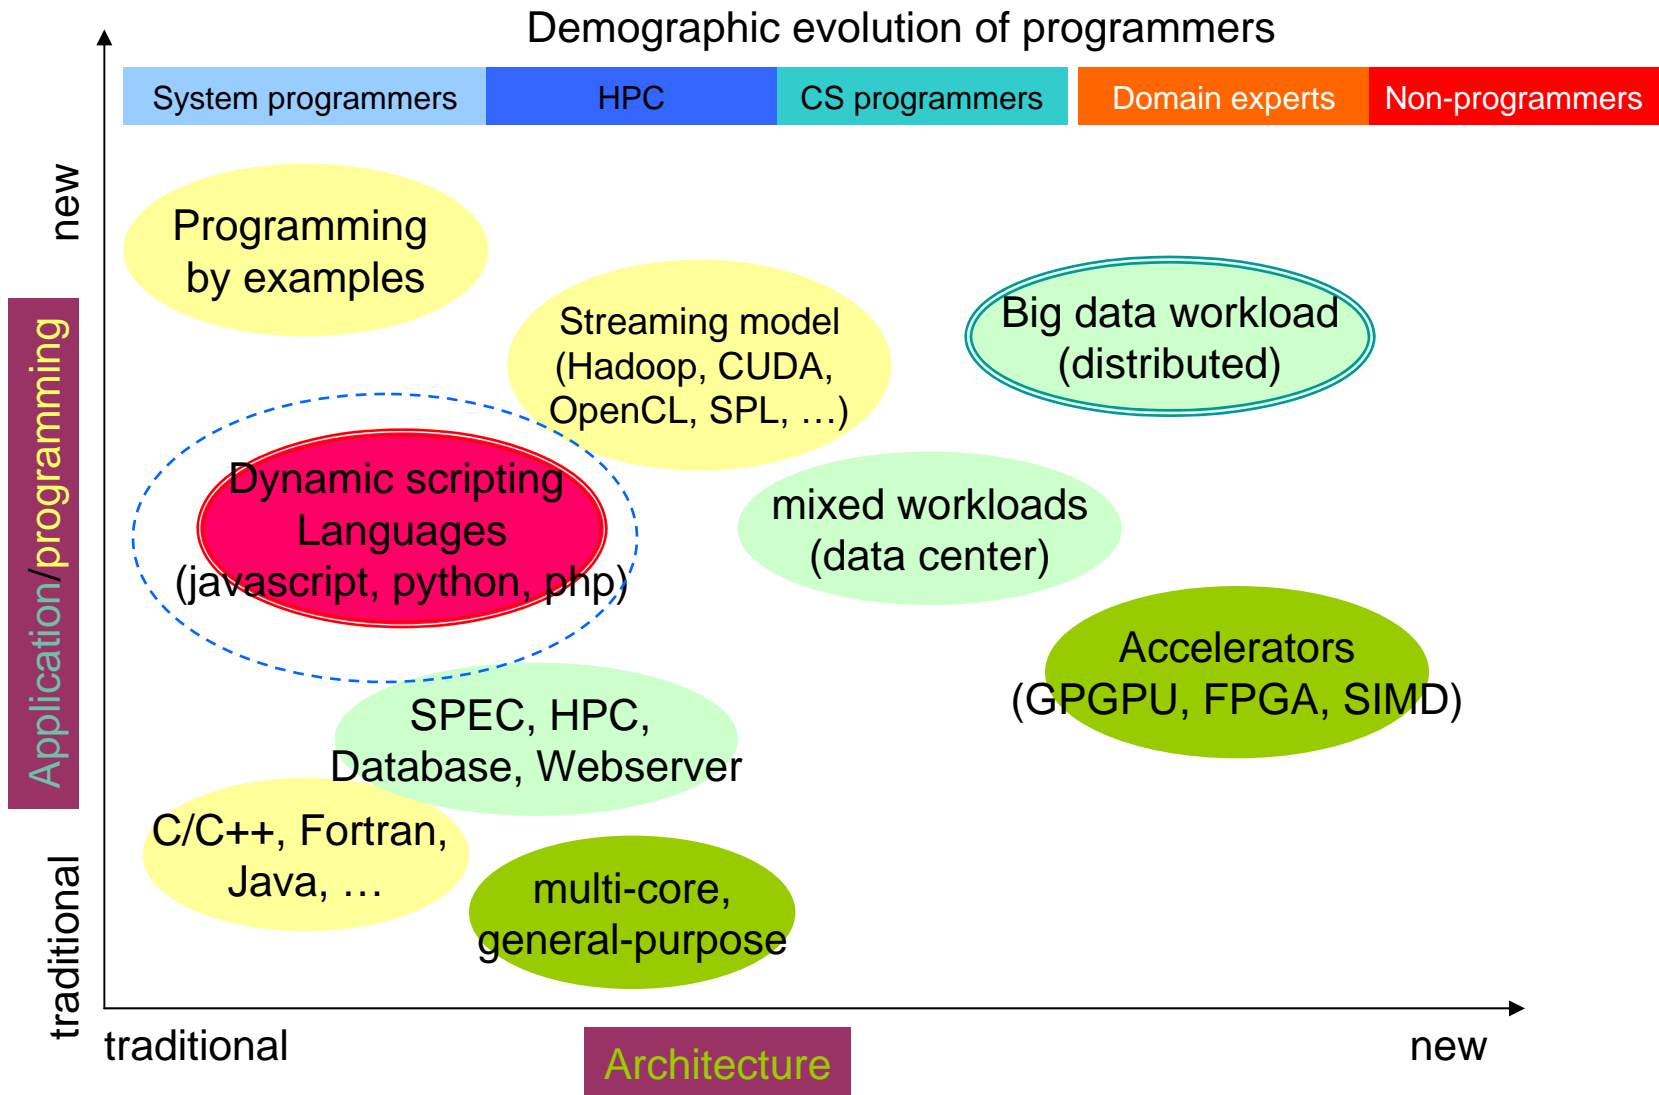 Demographic evolution of programmers
System programmers
HPC
CS programmers
Domain experts
Non-programmers
new
Programming
by examples
Streaming model
(Hadoop, CUDA,
OpenCL, SPL, …)
Big data workload
(distributed)
Application/programming
Dynamic scripting
Languages
(javascript, python, php)
mixed workloads
(data center)
Accelerators
(GPGPU, FPGA, SIMD)
SPEC, HPC,
Database, Webserver
C/C++, Fortran,
Java, …
multi-core,
general-purpose
traditional
traditional
Architecture
new